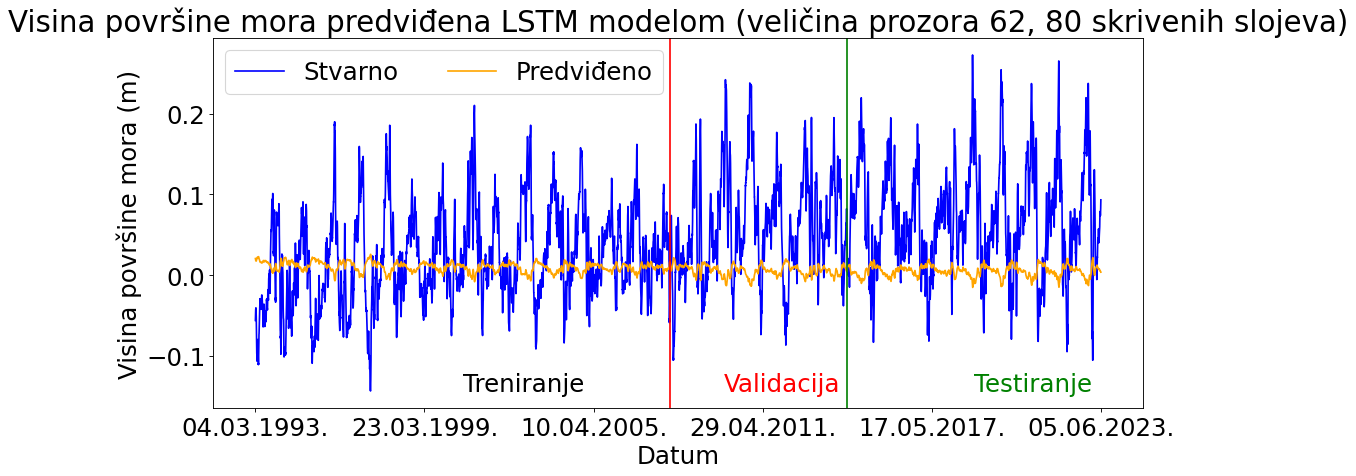 Visina površine mora predviđena LSTM modelom (veličina prozora 62, 80 skrivenih slojeva)
Stvarno
Predviđeno
Visina površine mora (m)
0.2
0.1
0.0
−0.1
Treniranje
Validacija
Testiranje
04.03.1993.
23.03.1999.
10.04.2005.
29.04.2011.
17.05.2017.
05.06.2023.
Datum